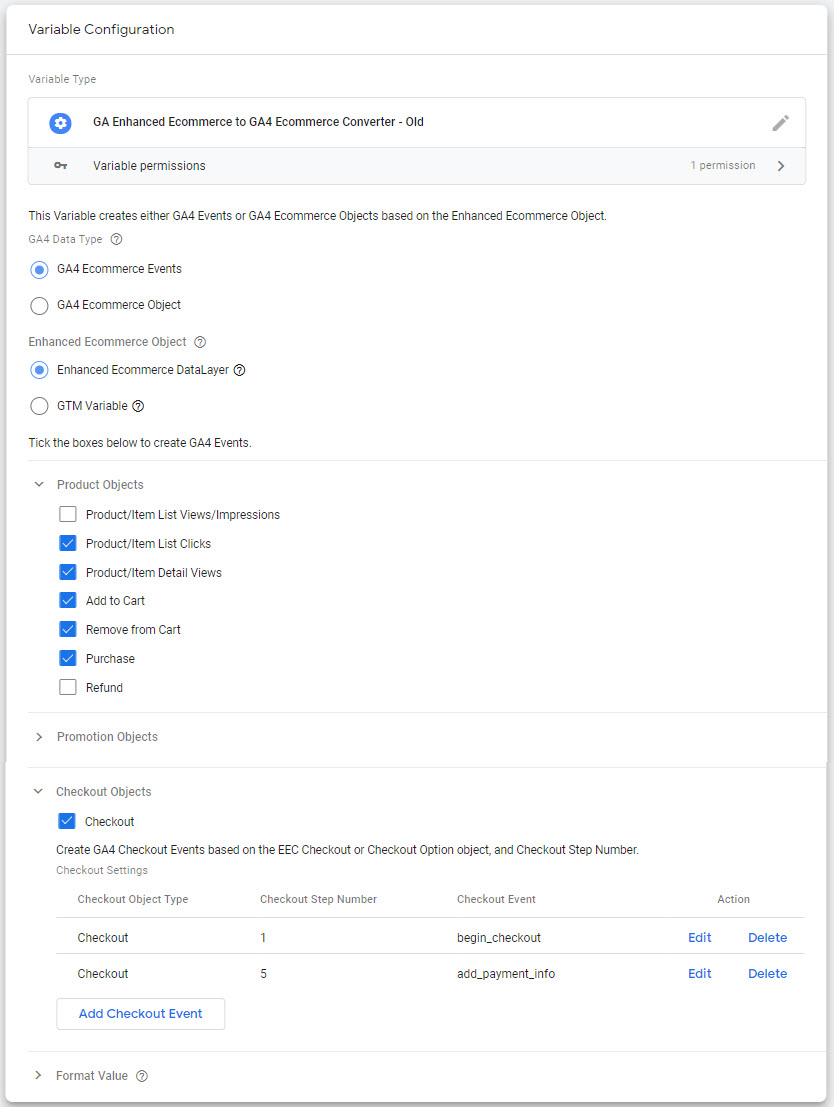 Variable Configuration
Variable Type
GA Enhanced Ecommerce to GA4 Ecommerce Converter - Old
Variable permissions 1 permission
This Variable creates either GA4 Events or GA4 Ecommerce Objects based on the Enhanced Ecommerce Object.
GA4 Data Type
GA4 Ecommerce Events
GA4 Ecommerce Object
Enhanced Ecommerce Object
Enhanced Ecommerce DataLayer
GTM Variable
Tick the boxes below to create GA4 Events.
Product Objects
Product/Item List Views/Impressions
Product/Item List Clicks
Product/Item Detail Views
Add to Cart
Remove from Cart
Purchase
Refund
Promotion Objects
Checkout Objects
Checkout
Create GA4 Checkout Events based on the EEC Checkout or Checkout Option object, and Checkout Step Number.
Checkout Settings
Checkout Object Type Checkout Step Number Checkout Event Action
Checkout 1 begin_checkout Edit Delete
Checkout 5 add_payment_info Edit Delete
Add Checkout Event
Format Value